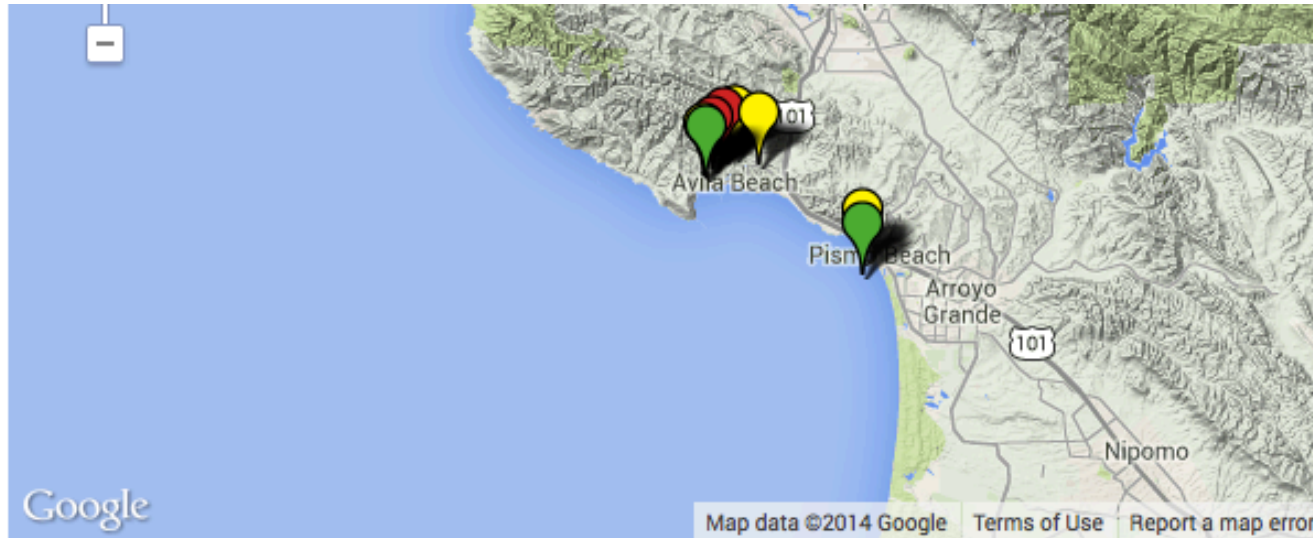 101
Avila Beach
Pismo Beach
Arroyo
Grande
101
Nipomo
Google
Map data ©2014 Google
Terms of Use
Report a map error